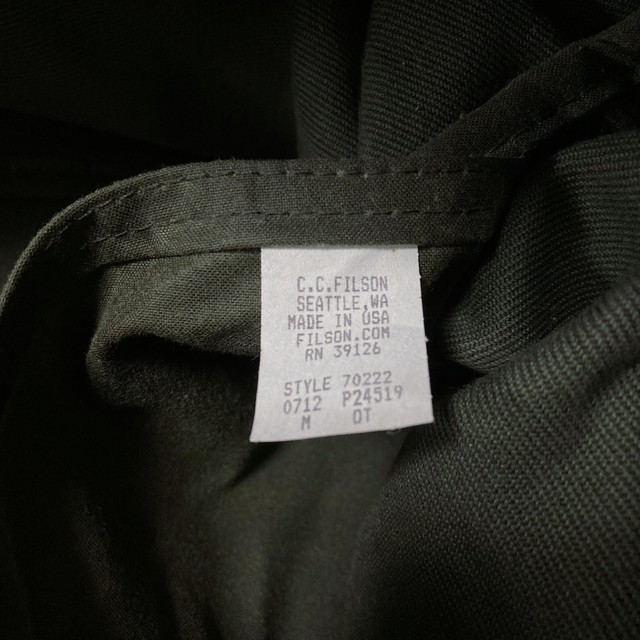 C.C.FILSON
SEATTLE,WA
MADE IN USA
FILSON.COM
RN 39126
STYLE 70222
0712 P24519
M OT